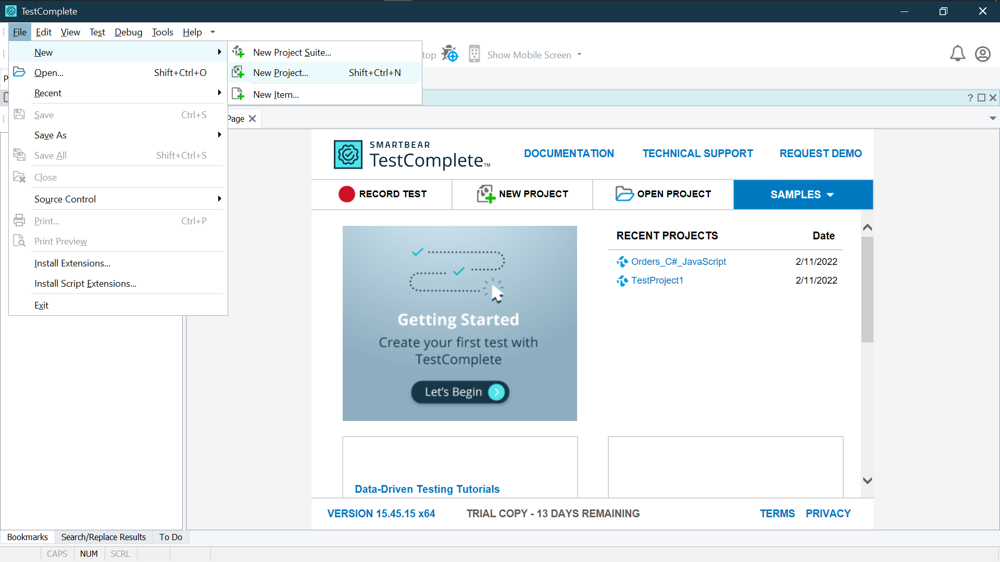 TestComplete
File Edit View Test Debug Tools Help
New
Open... Shift+Ctrl+O
Recent
Save Ctrl+S
Save As
Save All Shift+Ctrl+S
Close
Source Control
Print... Ctrl+P
Print Preview
Install Extensions...
Install Script Extensions...
Exit
New Project Suite...
New Project... Shift+Ctrl+N
New Item...
top Show Mobile Screen
P
?
Page
SMARTBEAR
TestComplete™
DOCUMENTATION TECHNICAL SUPPORT REQUEST DEMO
RECORD TEST NEW PROJECT OPEN PROJECT SAMPLES
Getting Started
Create your first test with
TestComplete
Let's Begin
RECENT PROJECTS Date
Orders_C#_JavaScript 2/11/2022
TestProject1 2/11/2022
Data-Driven Testing Tutorials
VERSION 15.45.15 x64 TRIAL COPY - 13 DAYS REMAINING TERMS PRIVACY
Bookmarks Search/Replace Results To Do
CAPS NUM SCRL